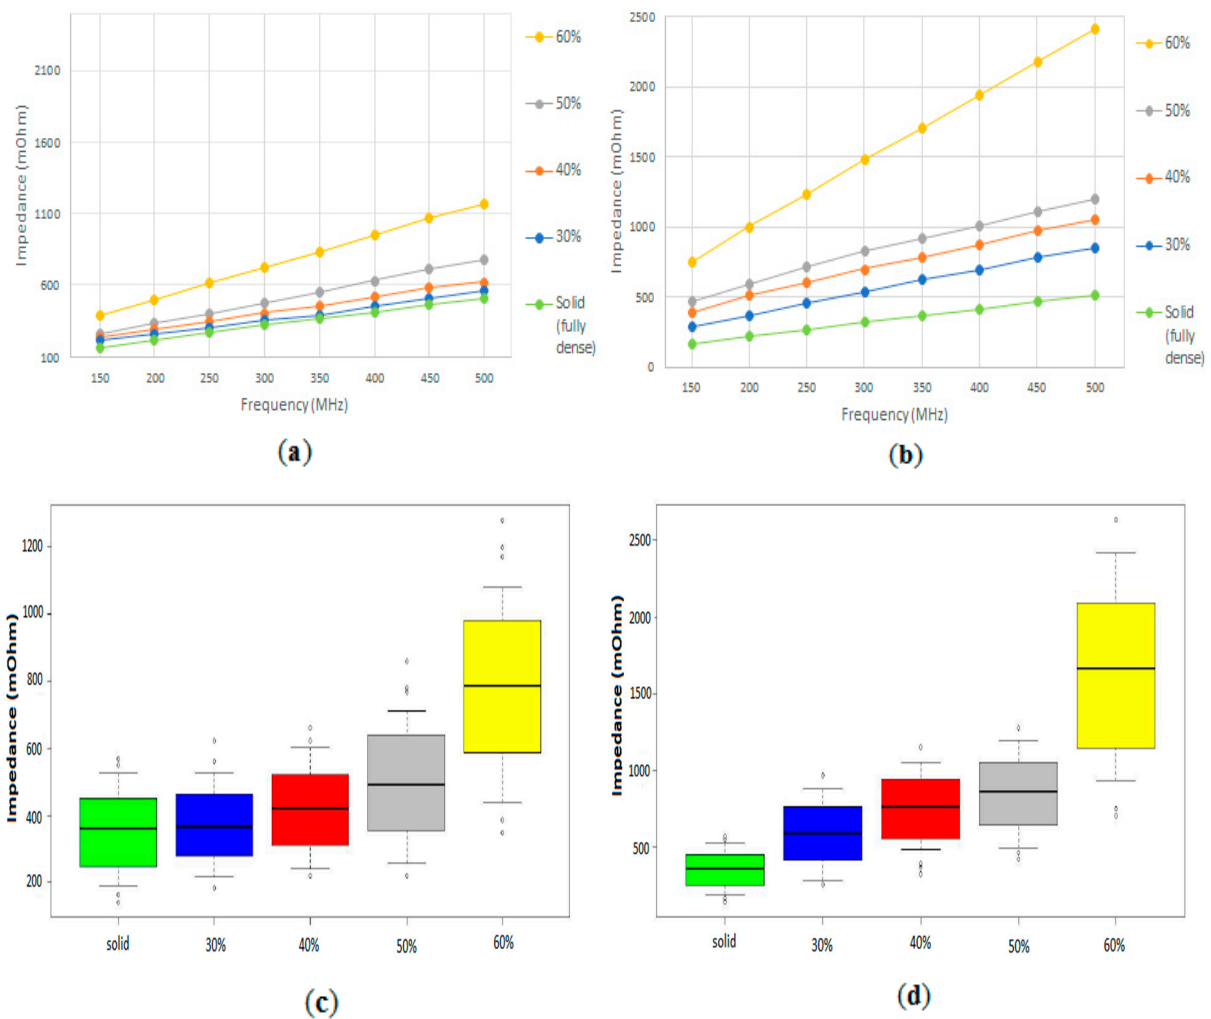 2100
1600
1100
600
100
Impedance (mOhm)
150 200 250 300 350 400 450 500
Frequency (MHz)
60%
50%
40%
30%
Solid
(fully
dense)
(a)
2500
2000
1500
1000
500
0
Impedance (mOhm)
150 200 250 300 350 400 450 500
Frequency (MHz)
60%
50%
40%
30%
Solid
(fully
dense)
(b)
1200
1000
800
600
400
200
Impedance (mOhm)
solid 30% 40% 50% 60%
(c)
2500
2000
1500
1000
500
Impedance (mOhm)
solid 30% 40% 50% 60%
(d)